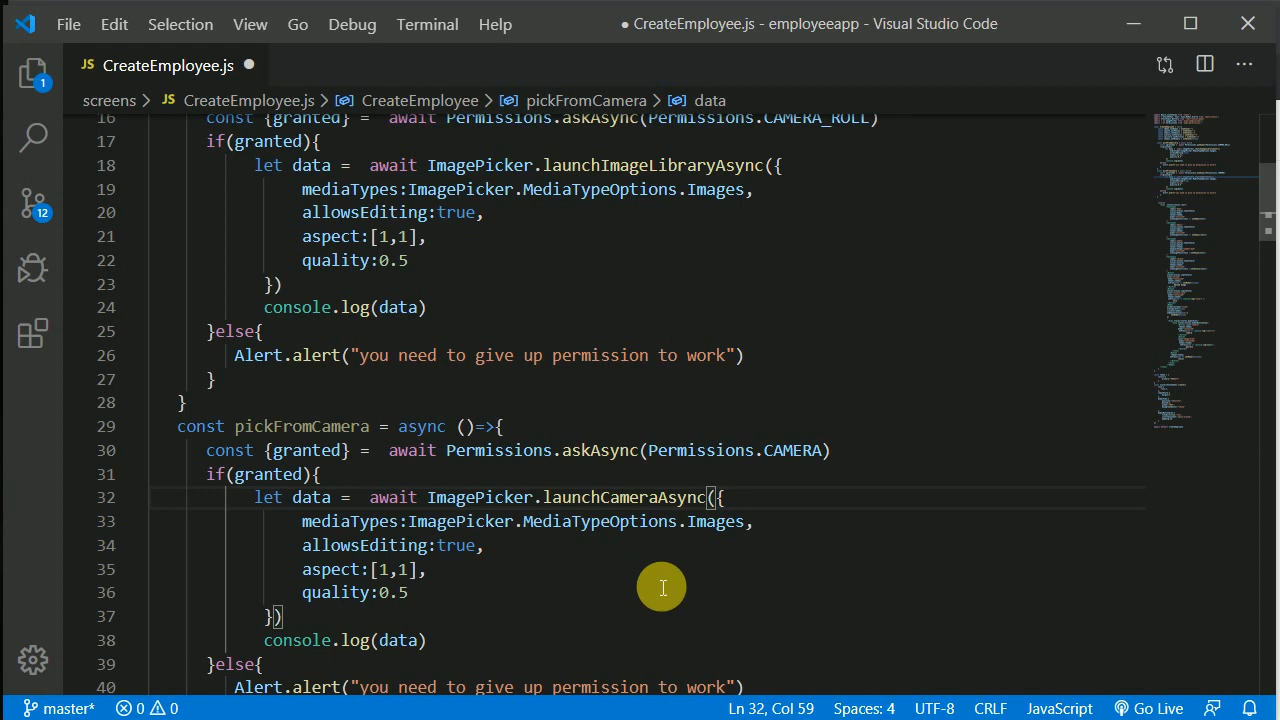 File Edit Selection View Go Debug Terminal Help ● CreateEmployee.js - employeeapp - Visual Studio Code
JS CreateEmployee.js
screens > JS CreateEmployee.js > CreateEmployee > pickFromCamera > data
1
12
16 const {granted} = await Permissions.askAsync(Permissions.CAMERA_ROLL)
17 if(granted){
18 let data = await ImagePicker.launchImageLibraryAsync({
19 mediaTypes:ImagePicker.MediaTypeOptions.Images,
20 allowsEditing:true,
21 aspect:[1,1],
22 quality:0.5
23 })
24 console.log(data)
25 }else{
26 Alert.alert("you need to give up permission to work")
27 }
28 }
29 const pickFromCamera = async ()=>{
30 const {granted} = await Permissions.askAsync(Permissions.CAMERA)
31 if(granted){
32 let data = await ImagePicker.launchCameraAsync({
33 mediaTypes:ImagePicker.MediaTypeOptions.Images,
34 allowsEditing:true,
35 aspect:[1,1],
36 quality:0.5
37 })
38 console.log(data)
39 }else{
40 Alert.alert("you need to give up permission to work")
master* 0 0 Ln 32, Col 59 Spaces: 4 UTF-8 CRLF JavaScript Go Live